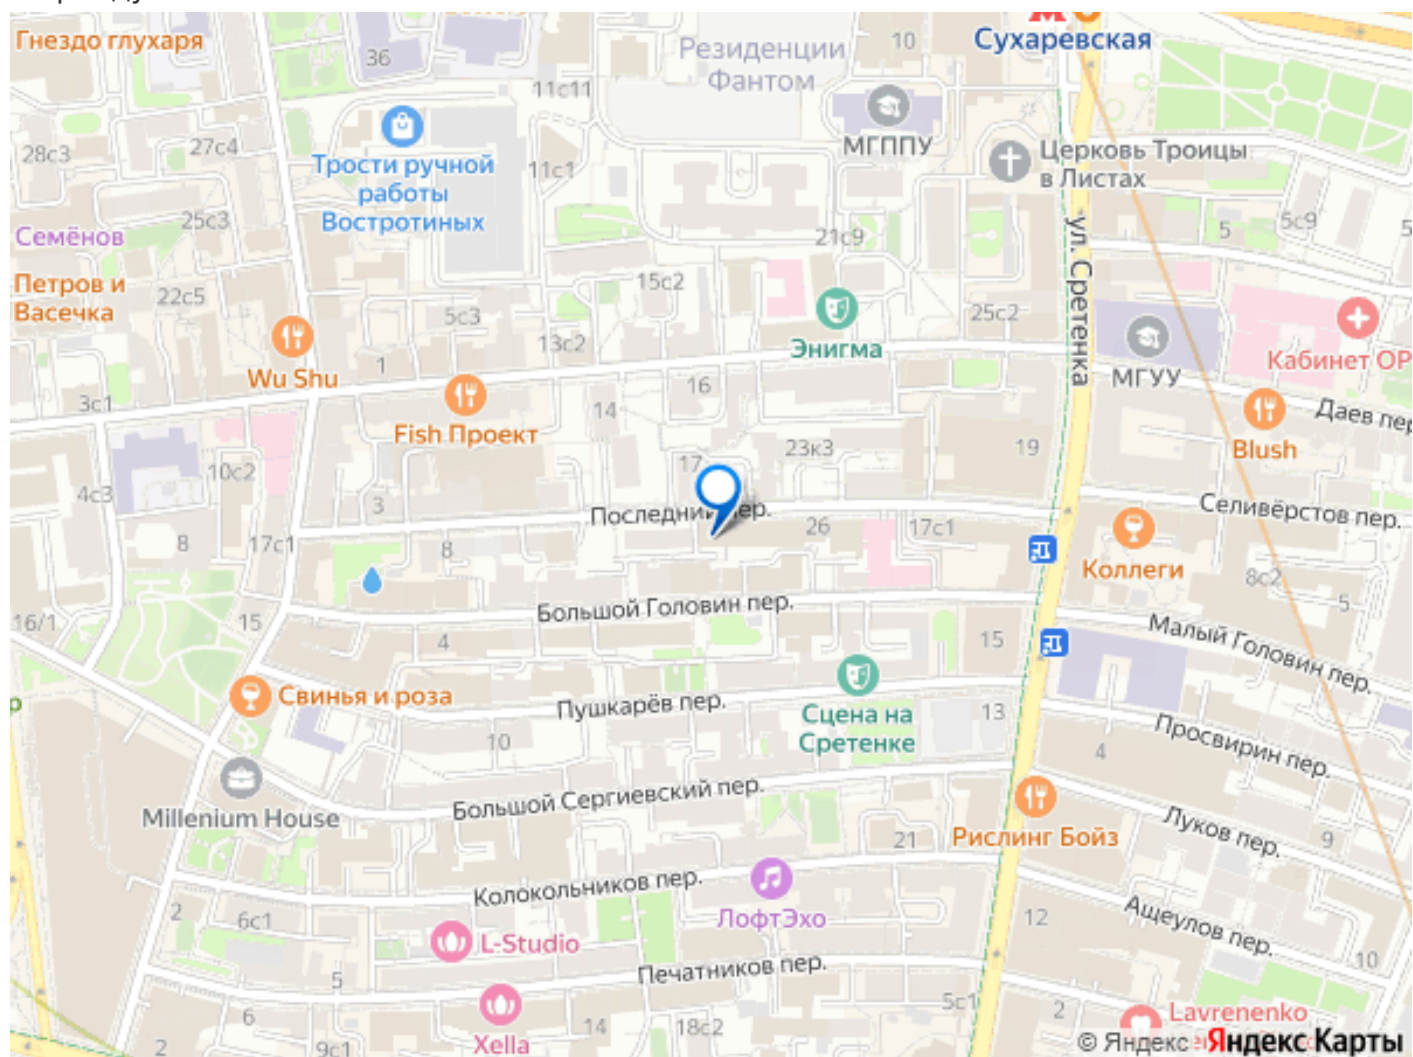 Гнездо глухаря
36
Резиденции
Фантом
10
Сухаревская
11с11
28с3
27с4
Трости ручной
работы
Востротиных
11с1
МГППУ
Церковь Троицы
в Листах
25с3
Семёнов
21с9
5
5с9
5
ул. Сретенка
Петров и
Васечка
22с5
15с2
5с3
13с2
25с2
Энигма
Кабинет ОР
МГУУ
Wu Shu
1
16
3с1
14
Fish Проект
Даев пер
Blush
23к3
19
17
10с2
4с3
3
Последний пер.
26
17с1
Селивёрстов пер.
8
17с1
8
Коллеги
8с2
5
Большой Головин пер.
16/1
15
4
15
Малый Головин пер.
Свинья и роза
Пушкарёв пер.
Сцена на
Сретенке
13
10
4
Просвирин пер.
Millenium House
Большой Сергиевский пер.
21
Рислинг Бойз
Луков пер.
9
Колокольников пер.
2
6с1
ЛофтЭхо
12
Ащеулов пер.
L-Studio
10
Печатников пер.
5
5с1
2
Lavrenenko
6
14
18с2
2
9с1
Xella
© Яндекс Яндекс Карты